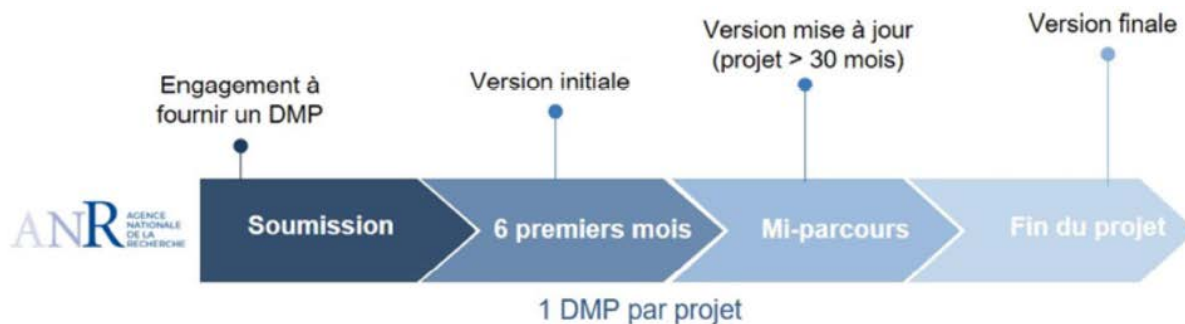 Engagement à
fournir un DMP
Version initiale
Version mise à jour
(projet > 30 mois)
Version finale
ANR AGENCE
NATIONALE
DE LA
RECHERCHE
Soumission
6 premiers mois
Mi-parcours
Fin du projet
1 DMP par projet